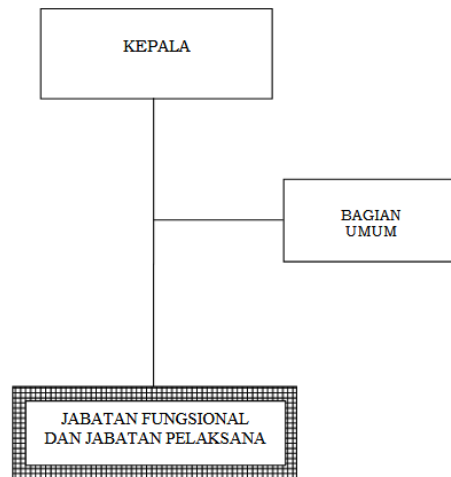 KEPALA
BAGIAN
UMUM
JABATAN FUNGSIONAL
DAN JABATAN PELAKSANA